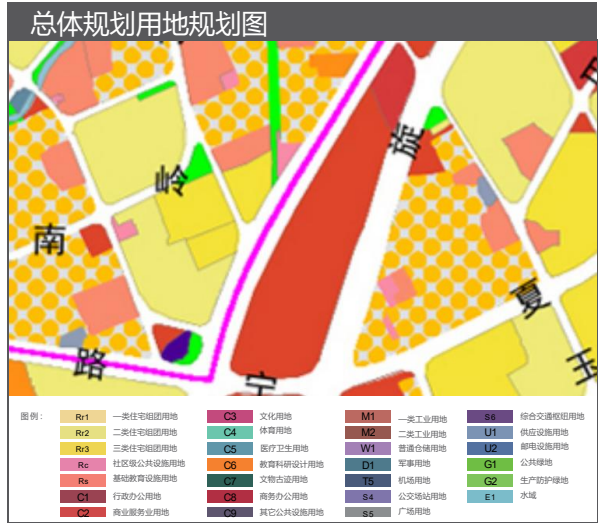 总体规划用地规划图
旋
岭
南
夏
路
宁
玉
图例：
Rr1 一类住宅组团用地
Rr2 二类住宅组团用地
Rr3 三类住宅组团用地
Rc 社区级公共设施用地
Rs 基础教育设施用地
C1 行政办公用地
C2 商业服务业用地
C3 文化用地
C4 体育用地
C5 医疗卫生用地
C6 教育科研设计用地
C7 文物古迹用地
C8 商务办公用地
C9 其它公共设施用地
M1 一类工业用地
M2 二类工业用地
W1 普通仓储用地
D1 军事用地
T5 机场用地
S4 公交场站用地
S5 广场用地
S6 综合交通枢纽用地
U1 供应设施用地
U2 邮电设施用地
G1 公共绿地
G2 生产防护绿地
E1 水域